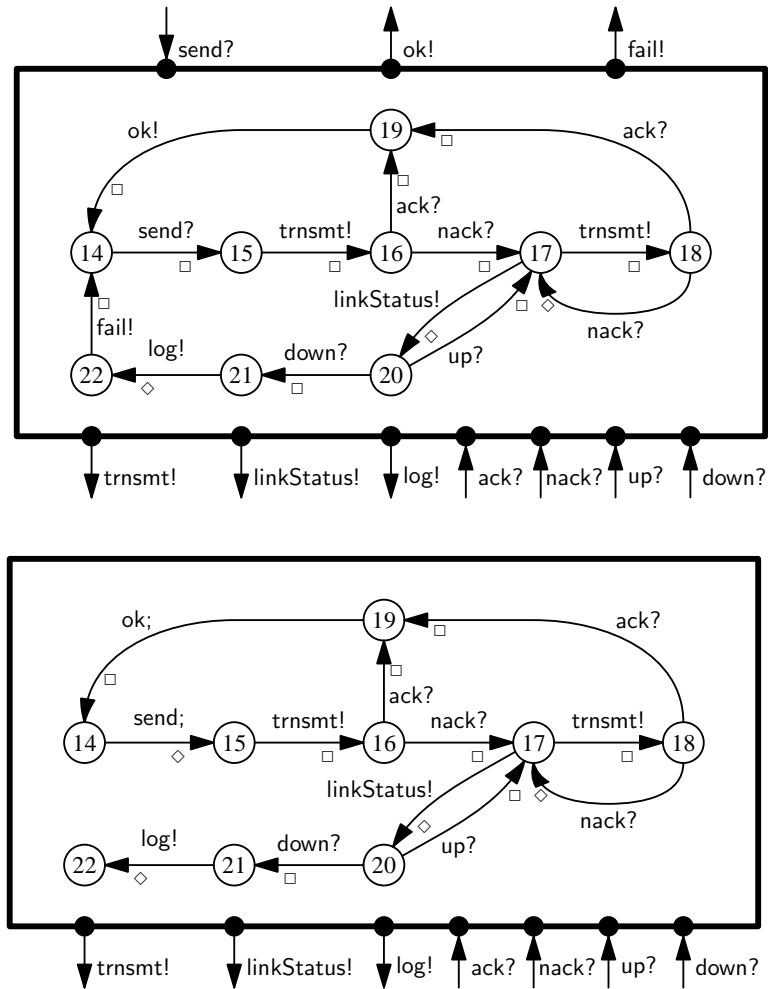 send? ok! fail!
19
ok! ack?
ack?
14 send? 15 trnsmt! 16 nack? 17 trnsmt! 18
linkStatus!
fail! nack?
log! down? up?
22 21 20
trnsmt! linkStatus! log! ack? nack? up? down?
19
ok; ack?
ack?
14 send; 15 trnsmt! 16 nack? 17 trnsmt! 18
linkStatus!
nack?
log! down? up?
22 21 20
trnsmt! linkStatus! log! ack? nack? up? down?